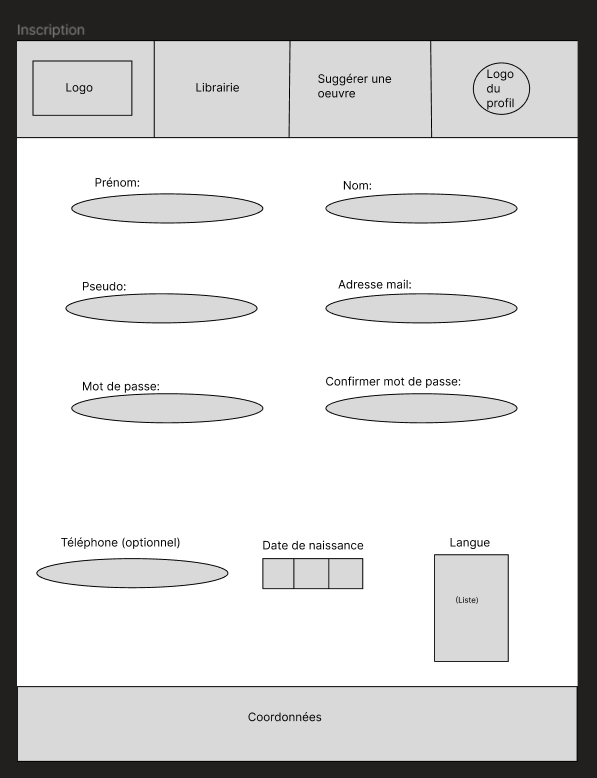 Inscription
Logo
Librairie
Suggérer une
oeuvre
Logo
du
profil
Prénom:
Nom:
Pseudo:
Adresse mail:
Mot de passe:
Confirmer mot de passe:
Téléphone (optionnel)
Date de naissance
Langue
(Liste)
Coordonnées